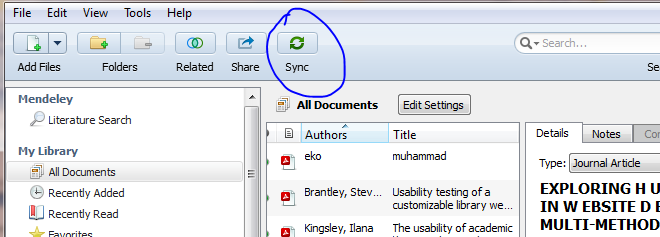 File Edit View Tools Help
Add Files Folders Related Share Sync
Search...
Mendeley
Literature Search
My Library
All Documents
Recently Added
Recently Read
Favorites
All Documents Edit Settings
Authors Title
eko muhammad
Brantley, Stev... Usability testing of a
customizable library we...
Kingsley, Ilana The usability of academic
Details Notes
Type: Journal Article
EXPLORING H U
IN W EBSITE D E
MULTI-METHOD